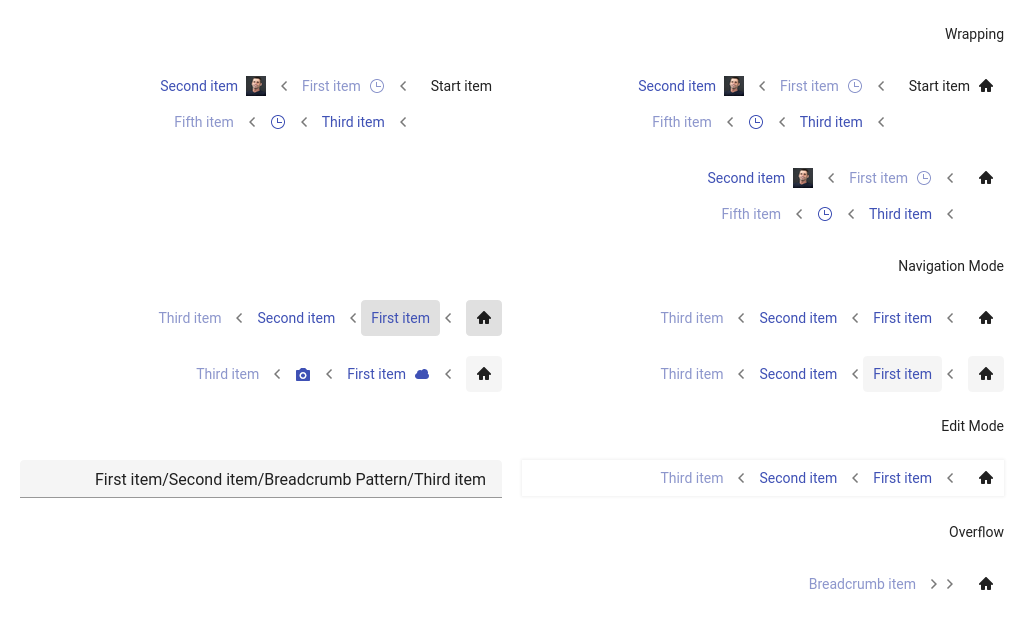 Wrapping
Second item First item Start item
Second item First item Start item
Fifth item Third item
Fifth item Third item
Second item First item
Fifth item Third item
Navigation Mode
Third item Second item First item
Third item Second item First item
Third item First item
Third item Second item First item
Edit Mode
First item/Second item/Breadcrumb Pattern/Third item
Third item Second item First item
Overflow
Breadcrumb item